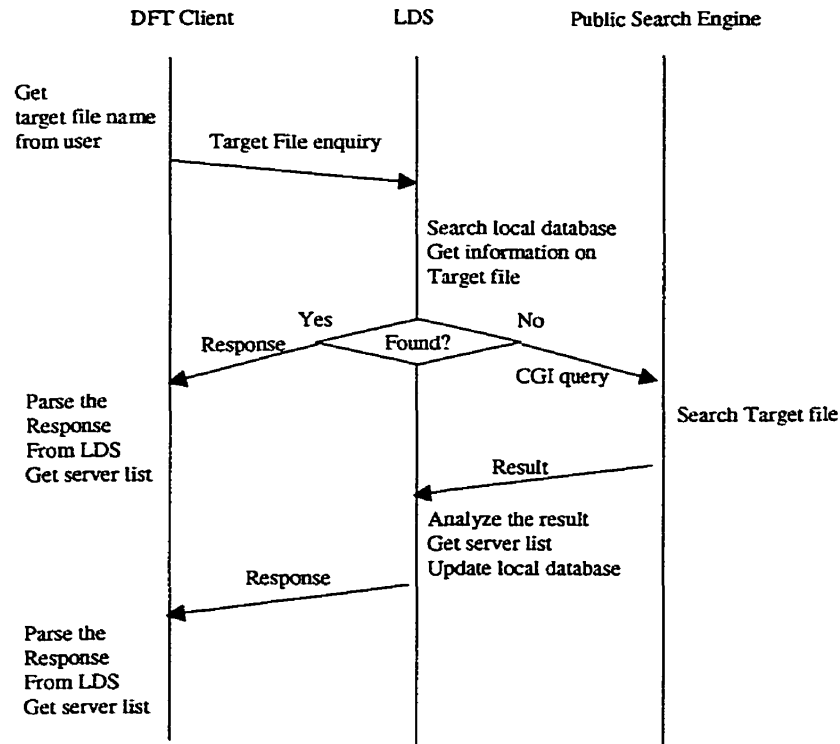 DFT Client
LDS
Public Search Engine
Get
target file name
from user
Target File enquiry
Search local database
Get information on
Target file
Yes
No
Response
Found?
CGI query
Parse the
Response
From LDS
Get server list
Search Target file
Result
Analyze the result
Get server list
Update local database
Response
Parse the
Response
From LDS
Get server list